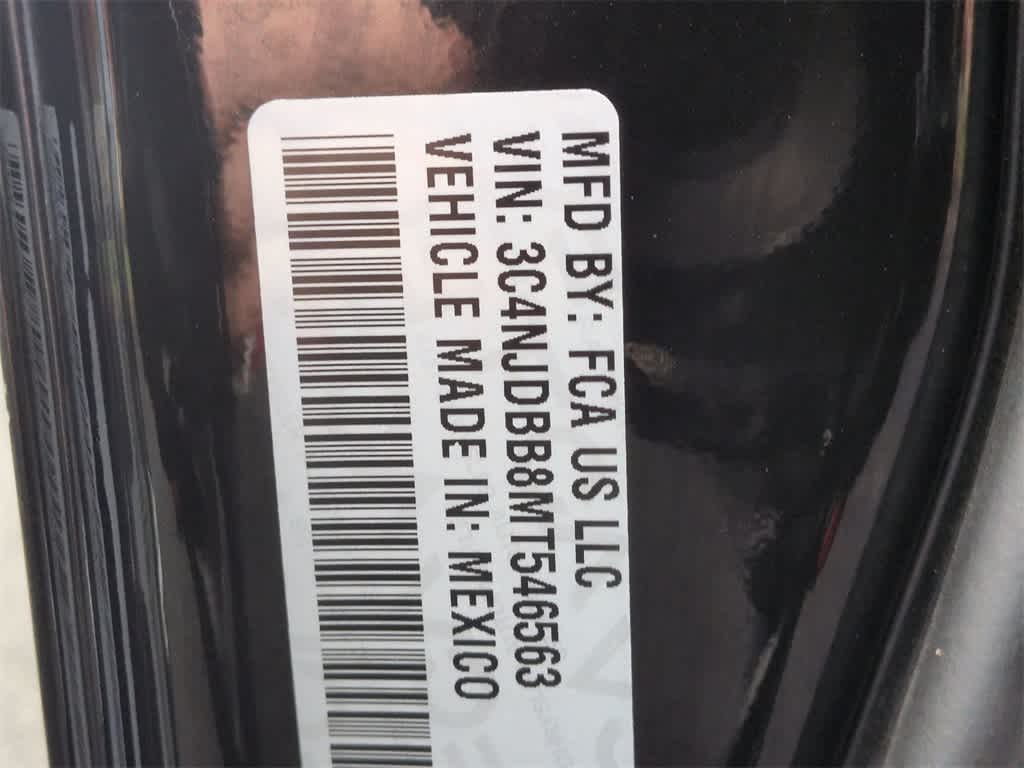 MFD BY: FCA US LLC
VIN: 3C4NJDBB8MT546563
VEHICLE MADE IN: MEXICO